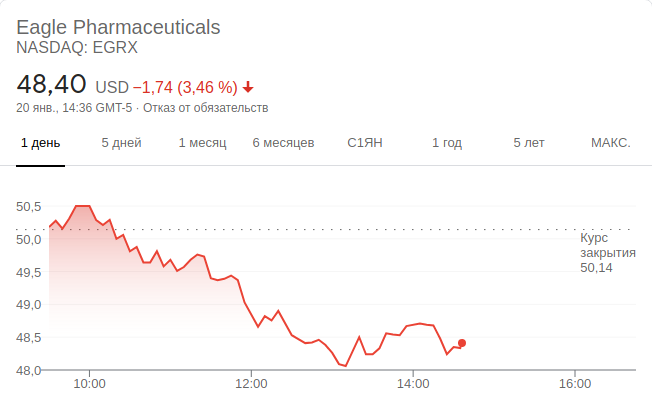 Eagle Pharmaceuticals
NASDAQ: EGRX
48,40 USD −1,74 (3,46 %)
20 янв., 14:36 GMT-5 · Отказ от обязательств
1 день 5 дней 1 месяц 6 месяцев С1ЯН 1 год 5 лет МАКС.
50,5
50,0
49,5
49,0
48,5
48,0
Курс
закрытия
50,14
10:00 12:00 14:00 16:00